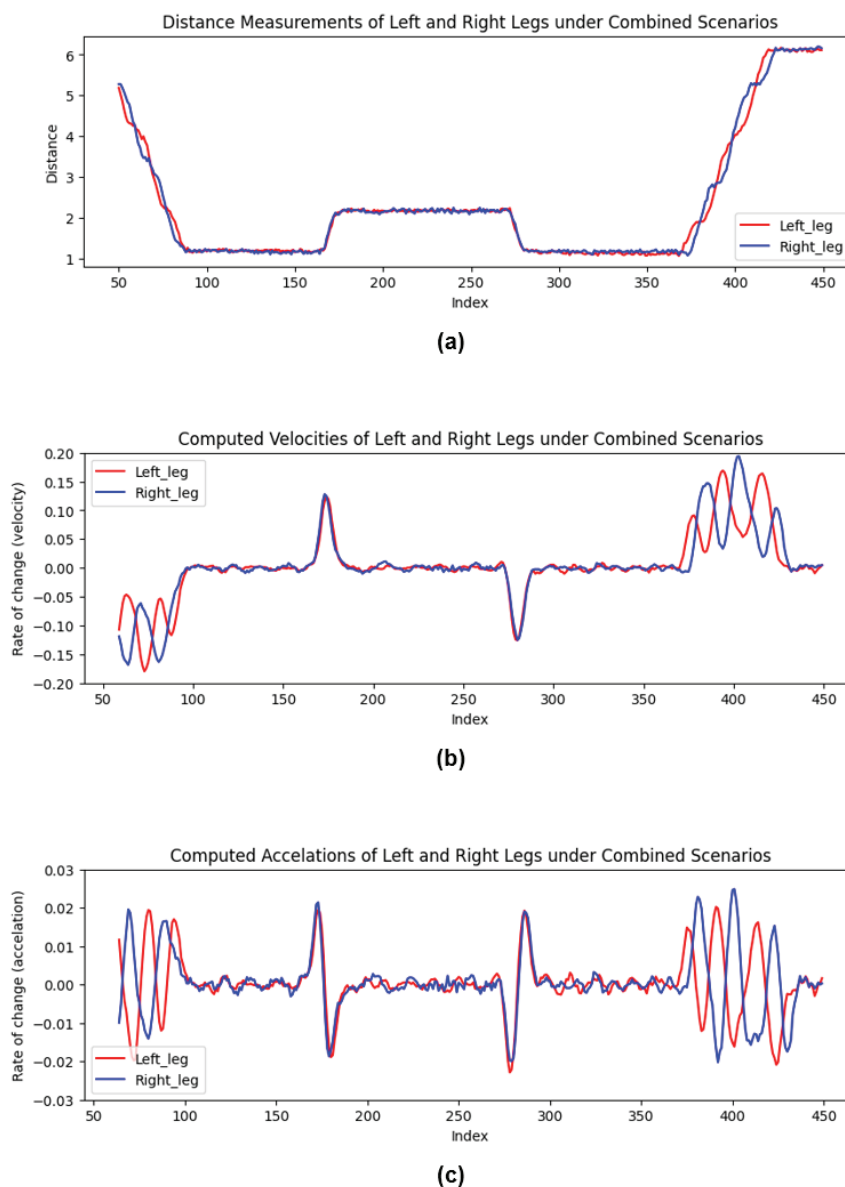 Distance Measurements of Left and Right Legs under Combined Scenarios
6
5
4
3
2
1
Distance
Left_leg
Right_leg
50 100 150 200 250 300 350 400 450
Index
(a)
Computed Velocities of Left and Right Legs under Combined Scenarios
0.20
0.15
0.10
0.05
0.00
−0.05
−0.10
−0.15
−0.20
Rate of change (velocity)
Left_leg
Right_leg
50 100 150 200 250 300 350 400 450
Index
(b)
Computed Accelations of Left and Right Legs under Combined Scenarios
0.03
0.02
0.01
0.00
−0.01
−0.02
−0.03
Rate of change (accelation)
Left_leg
Right_leg
50 100 150 200 250 300 350 400 450
Index
(c)